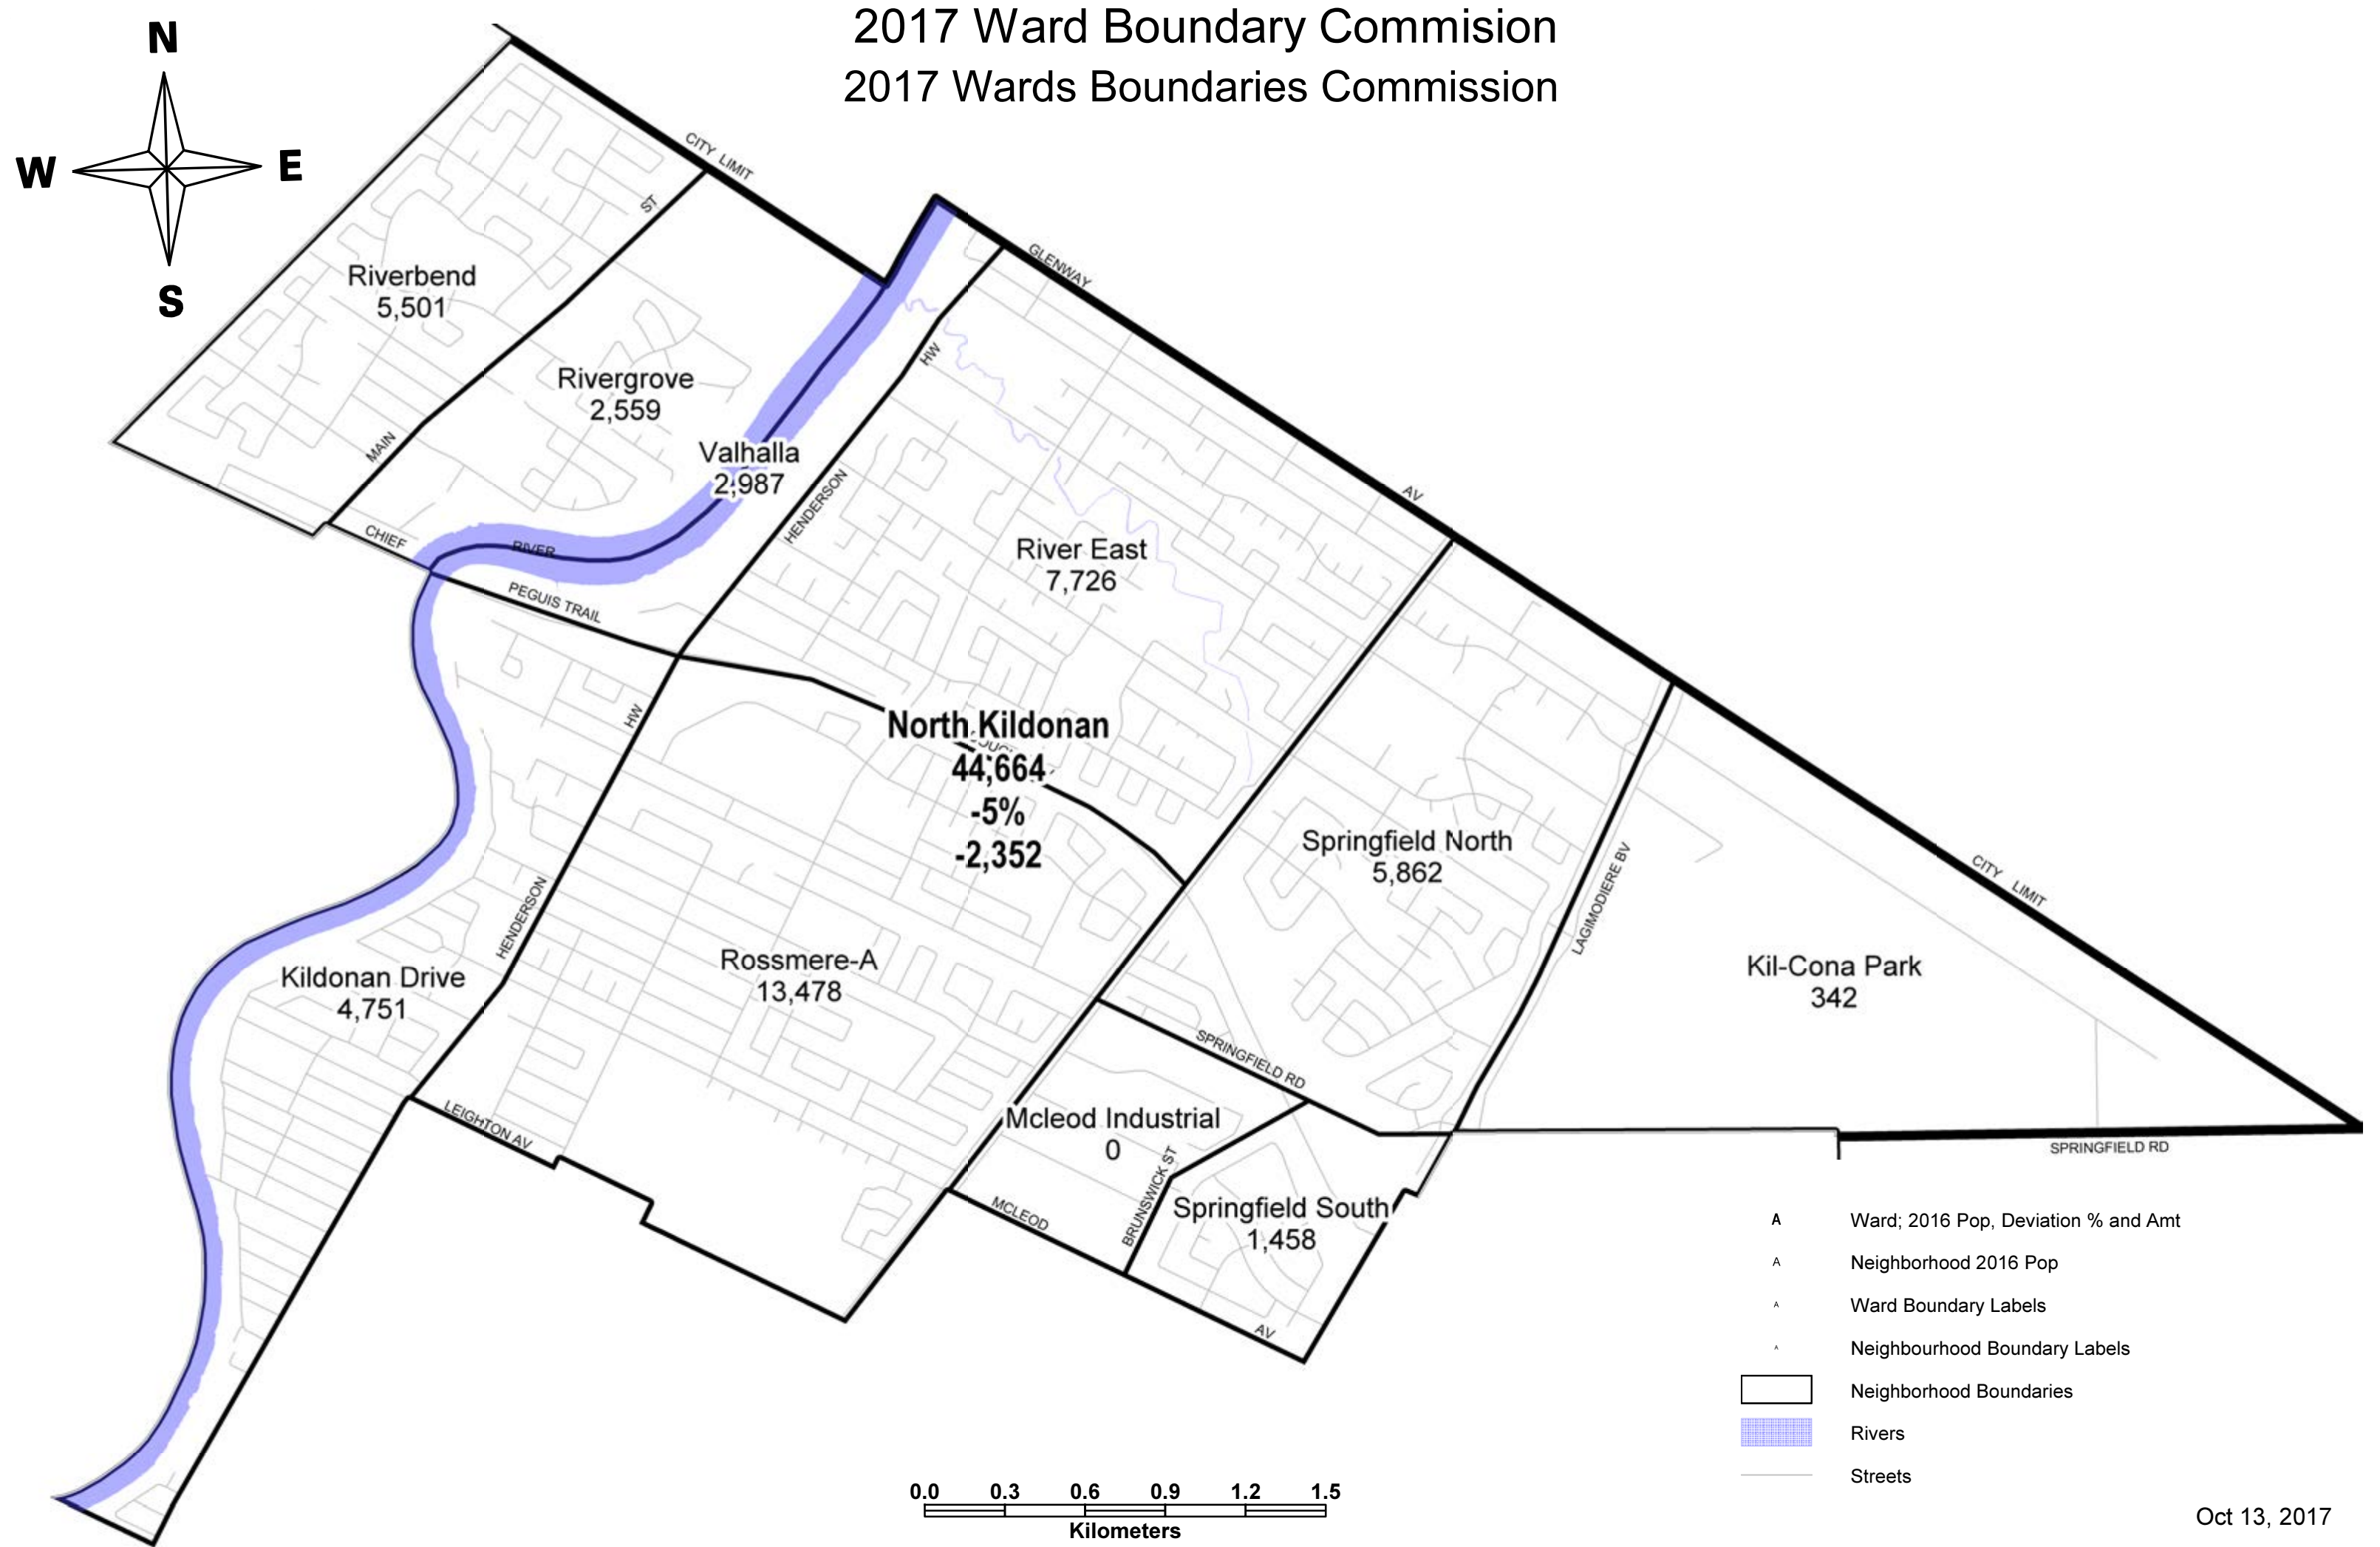 2017 Ward Boundary Commision
2017 Wards Boundaries Commission
N
W
E
S
CITY LIMIT
ST
GLENWAY
Riverbend
5,501
HW
Rivergrove
2,559
MAIN
Valhalla
2,987
HENDERSON
AV
CHIEF
RIVER
River East
7,726
PEGUIS TRAIL
HW
North Kildonan
44,664
-5%
-2,352
Springfield North
5,862
LAGIMODIERE BV
CITY LIMIT
HENDERSON
Rossmere-A
13,478
Kildonan Drive
4,751
Kil-Cona Park
342
SPRINGFIELD RD
LEIGHTON AV
Mcleod Industrial
0
SPRINGFIELD RD
BRUNSWICK ST
MCLEOD
Springfield South
1,458
AV
A Ward; 2016 Pop, Deviation % and Amt
A Neighborhood 2016 Pop
A Ward Boundary Labels
A Neighbourhood Boundary Labels
Neighborhood Boundaries
Rivers
Streets
0.0 0.3 0.6 0.9 1.2 1.5
Kilometers
Oct 13, 2017